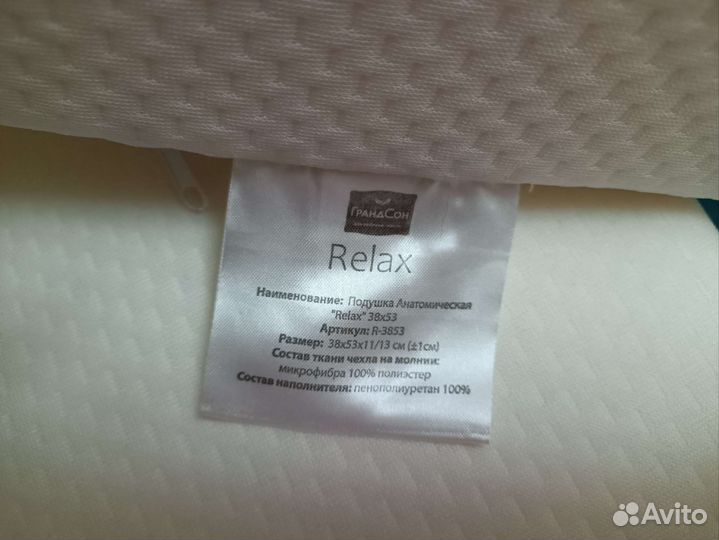 ГРАНДСОН
Relax
Наименование: Подушка Анатомическая
"Relax" 38х53
Артикул: R-3853
Размер: 38х53х11/13 см (±1см)
Состав ткани чехла на молнии:
микрофибра 100% полиэстер
Состав наполнителя: пенополиуретан 100%
Avito